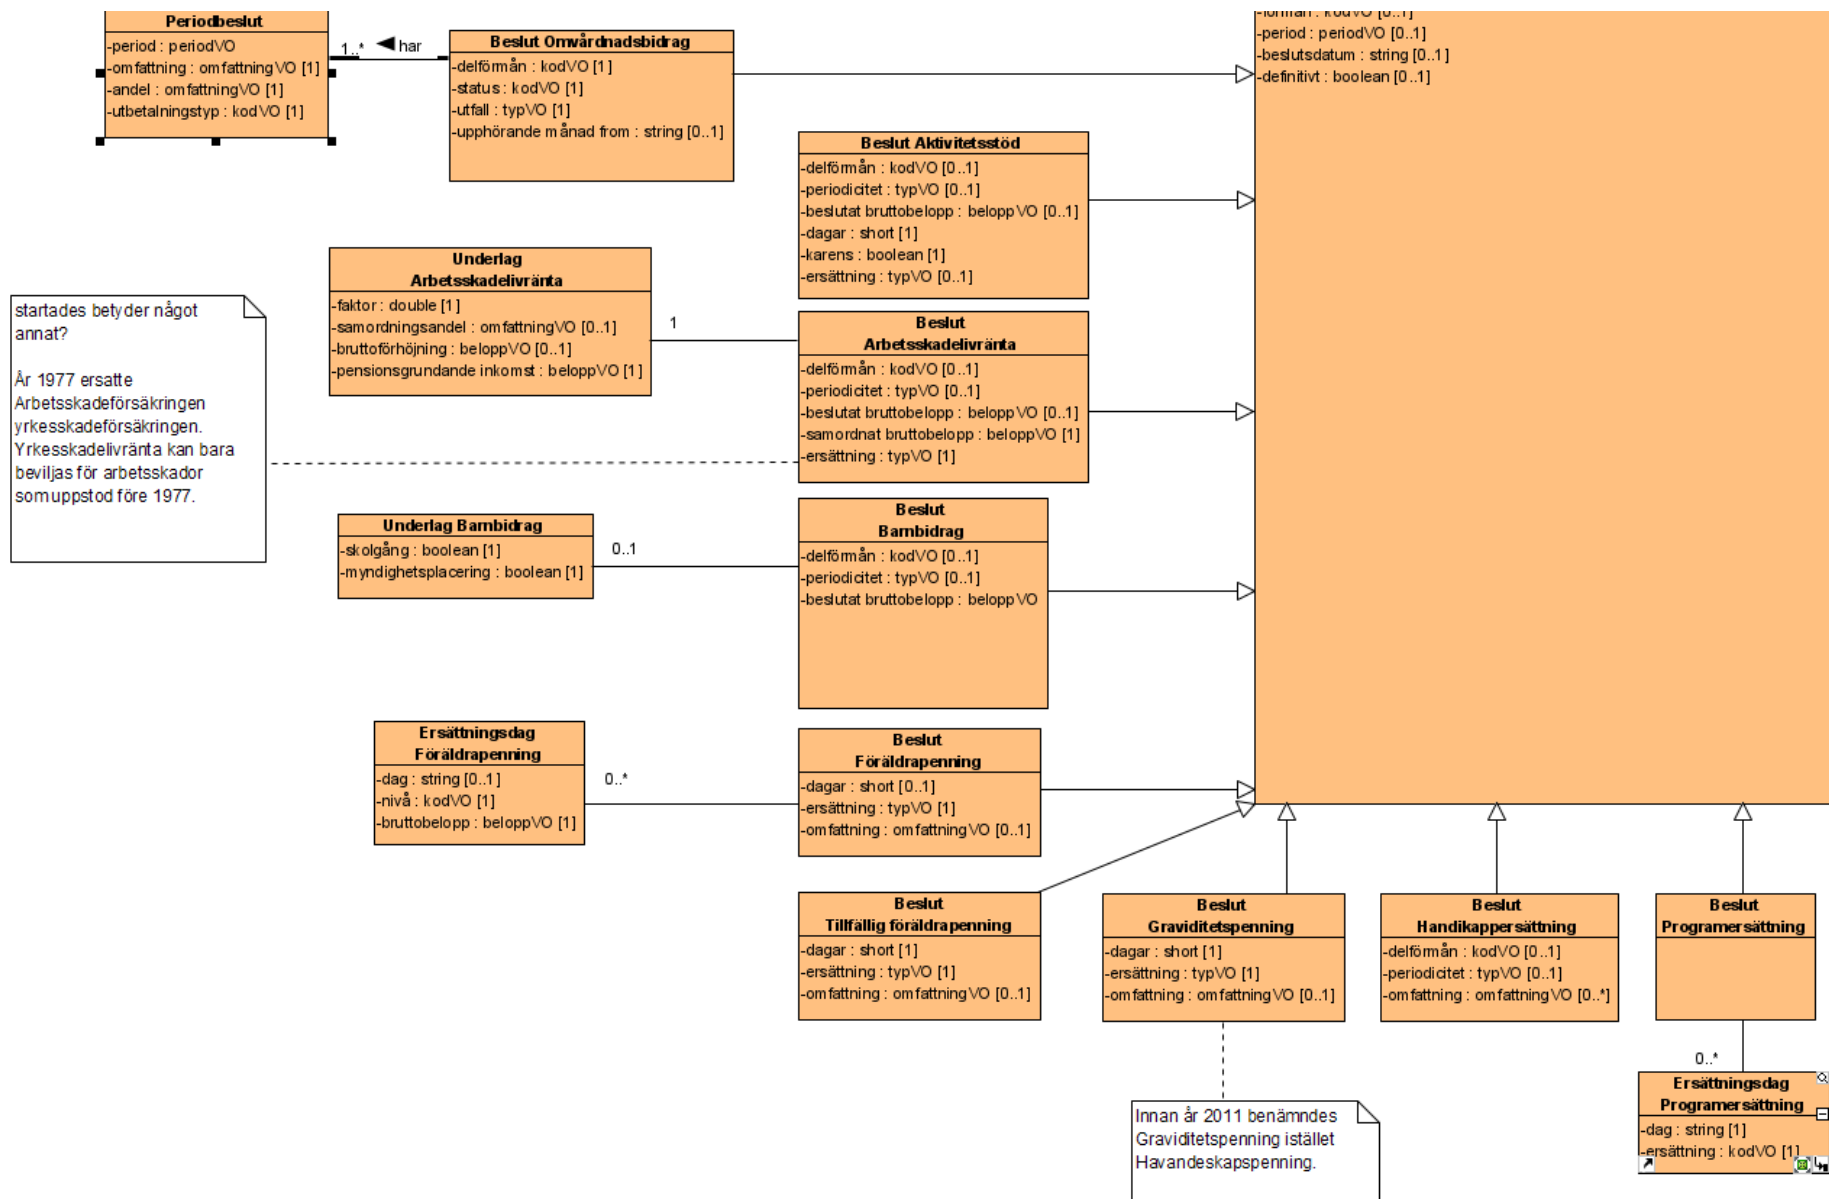 Periodbeslut
-period : periodVO
-omfattning : omfattningVO [1]
-andel : omfattningVO [1]
-utbetalningstyp : kodVO [1]
1..*
har
Beslut Omvårdnadsbidrag
-delförmån : kodVO [1]
-status : kodVO [1]
-utfall : typVO [1]
-upphörande månad from : string [0..1]
-förmån : kodVO [0..1]
-period : periodVO [0..1]
-beslutsdatum : string [0..1]
-definitivt : boolean [0..1]
Beslut Aktivitetsstöd
-delförmån : kodVO [0..1]
-periodicitet : typVO [0..1]
-beslutat bruttobelopp : beloppVO [0..1]
-dagar : short [1]
-karens : boolean [1]
-ersättning : typVO [0..1]
Underlag
Arbetsskadelivränta
-faktor : double [1]
-samordningsandel : omfattningVO [0..1]
-bruttoförhöjning : beloppVO [0..1]
-pensionsgrundande inkomst : beloppVO [1]
1
Beslut
Arbetsskadelivränta
-delförmån : kodVO [0..1]
-periodicitet : typVO [0..1]
-beslutat bruttobelopp : beloppVO [0..1]
-samordnat bruttobelopp : beloppVO [1]
-ersättning : typVO [1]
startades betyder något
annat?
År 1977 ersatte
Arbetsskadeförsäkringen
yrkesskadeförsäkringen.
Yrkesskadelivränta kan bara
beviljas för arbetsskador
som uppstod före 1977.
Underlag Barnbidrag
-skolgång : boolean [1]
-myndighetsplacering : boolean [1]
0..1
Beslut
Barnbidrag
-delförmån : kodVO [0..1]
-periodicitet : typVO [0..1]
-beslutat bruttobelopp : beloppVO
Ersättningsdag
Föräldrapenning
-dag : string [0..1]
-nivå : kodVO [1]
-bruttobelopp : beloppVO [1]
0..*
Beslut
Föräldrapenning
-dagar : short [0..1]
-ersättning : typVO [1]
-omfattning : omfattningVO [0..1]
Beslut
Tillfällig föräldrapenning
-dagar : short [1]
-ersättning : typVO [1]
-omfattning : omfattningVO [0..1]
Beslut
Graviditetspenning
-dagar : short [1]
-ersättning : typVO [1]
-omfattning : omfattningVO [0..1]
Beslut
Handikappersättning
-delförmån : kodVO [0..1]
-periodicitet : typVO [0..1]
-omfattning : omfattningVO [0..*]
Beslut
Programersättning
0..*
Ersättningsdag
Programersättning
-dag : string [1]
-ersättning : kodVO [1]
Innan år 2011 benämndes
Graviditetspenning istället
Havandeskapspenning.